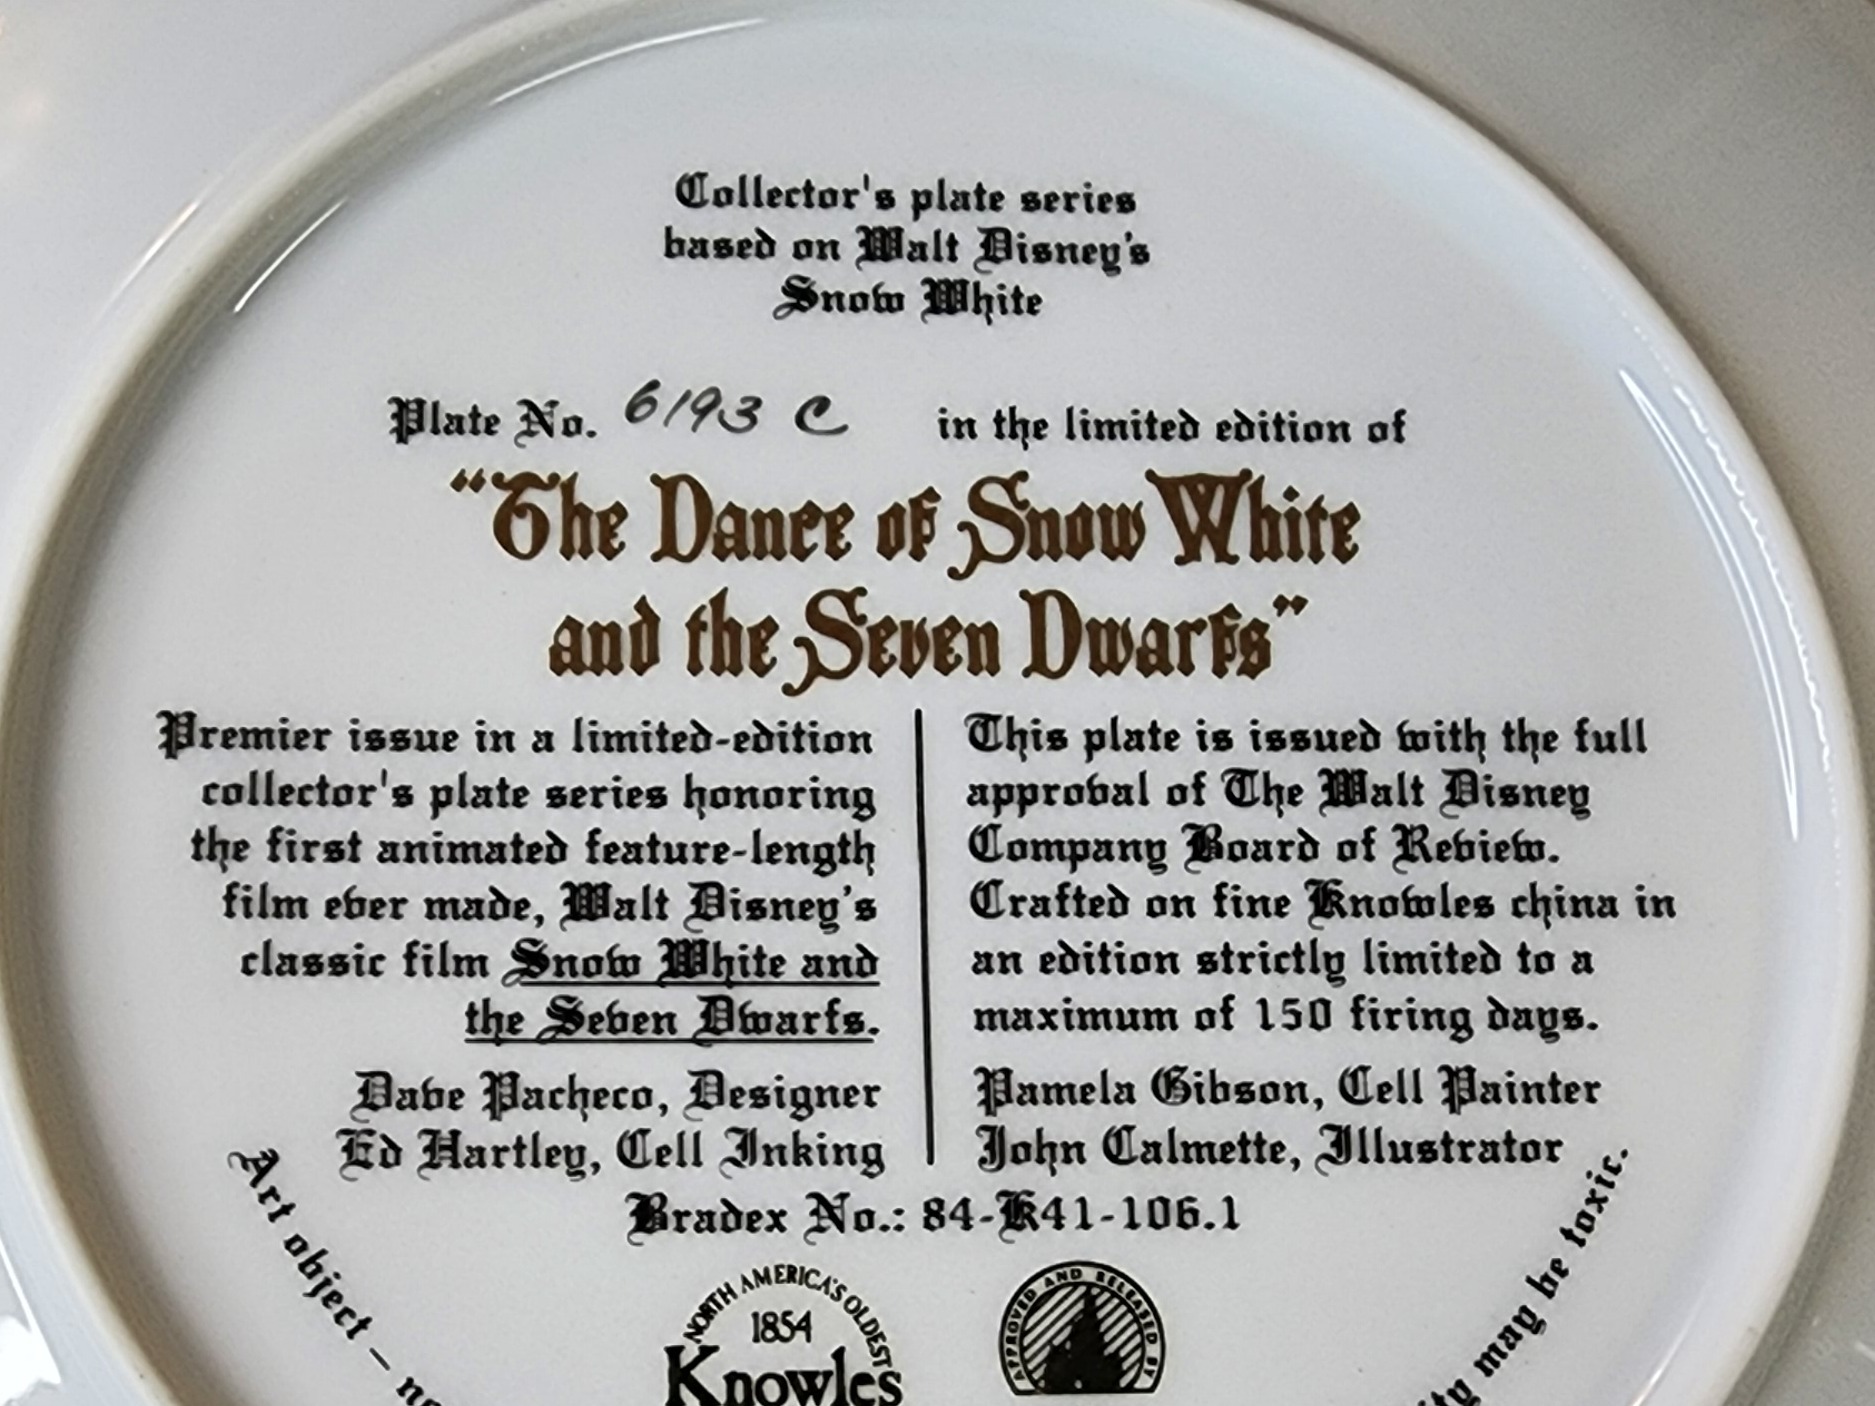 Collector's plate series
based on Walt Disney's
Snow White
Plate No. 6193 C in the limited edition of
“The Dance of Snow White
and the Seven Dwarfs”
Premier issue in a limited-edition
collector's plate series honoring
the first animated feature-length
film ever made, Walt Disney's
classic film Snow White and
the Seven Dwarfs.
This plate is issued with the full
approval of The Walt Disney
Company Board of Review.
Crafted on fine Knowles china in
an edition strictly limited to a
maximum of 150 firing days.
Dave Pacheco, Designer
Ed Hartley, Cell Inking
Pamela Gibson, Cell Painter
John Calmette, Illustrator
Bradex No.: 84-K41-106.1
Art object –
may be toxic.
NORTH AMERICA'S OLDEST
1854
Knowles
APPROVED AND RELEASED BY